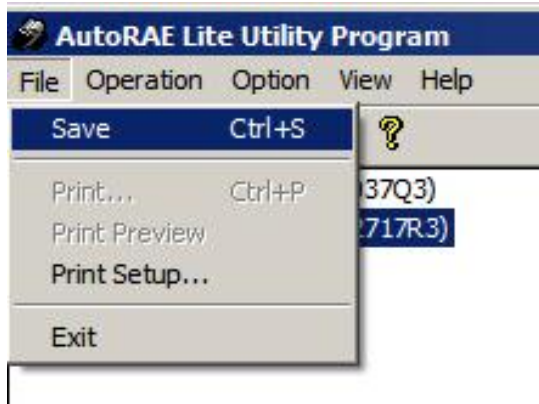 AutoRAE Lite Utility Program
File Operation Option View Help
Save Ctrl+S
Print... Ctrl+P
037Q3)
Print Preview
2717R3)
Print Setup...
Exit